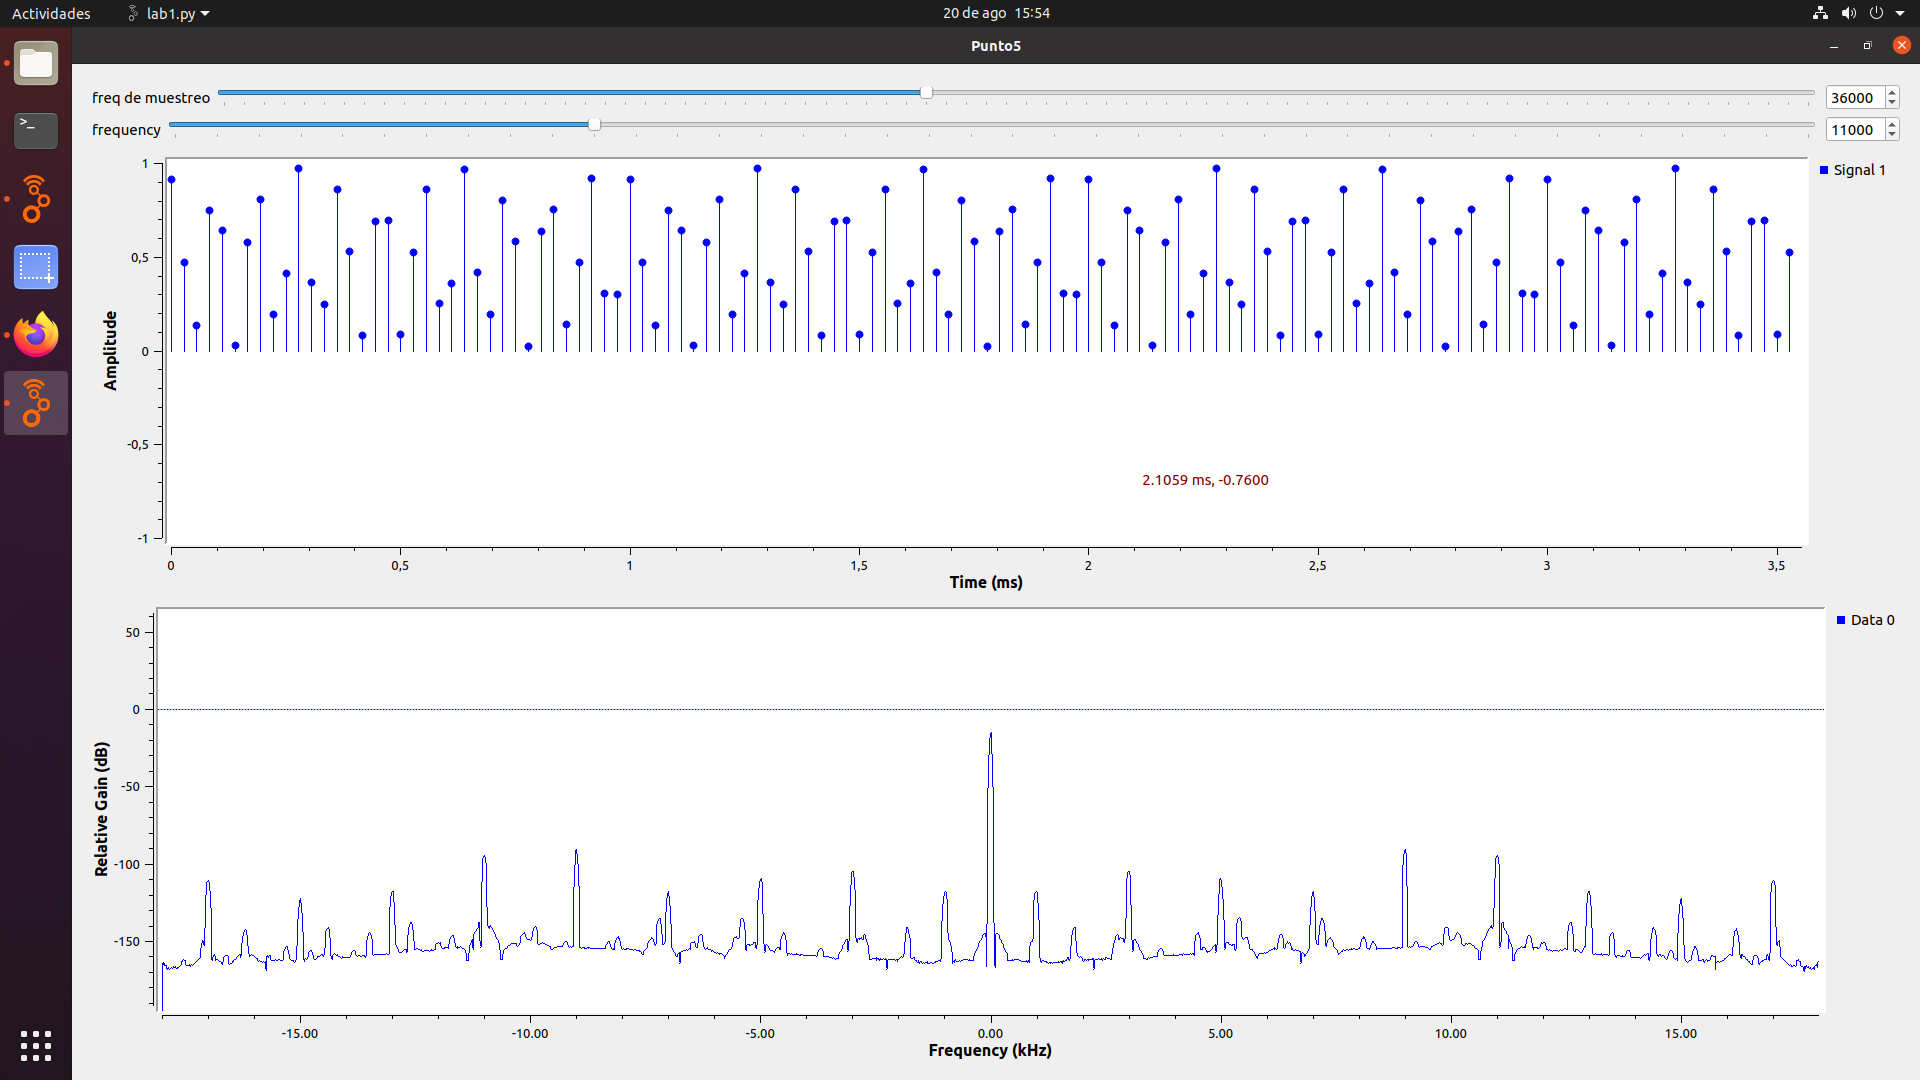 Actividades lab1.py 20 de ago 15:54
Punto5
freq de muestreo 36000
frequency 11000
Signal 1
1
0,5
0
-0,5
-1
Amplitude
2.1059 ms, -0.7600
0 0,5 1 1,5 2 2,5 3 3,5
Time (ms)
Data 0
50
0
-50
-100
-150
Relative Gain (dB)
-15.00 -10.00 -5.00 0.00 5.00 10.00 15.00
Frequency (kHz)